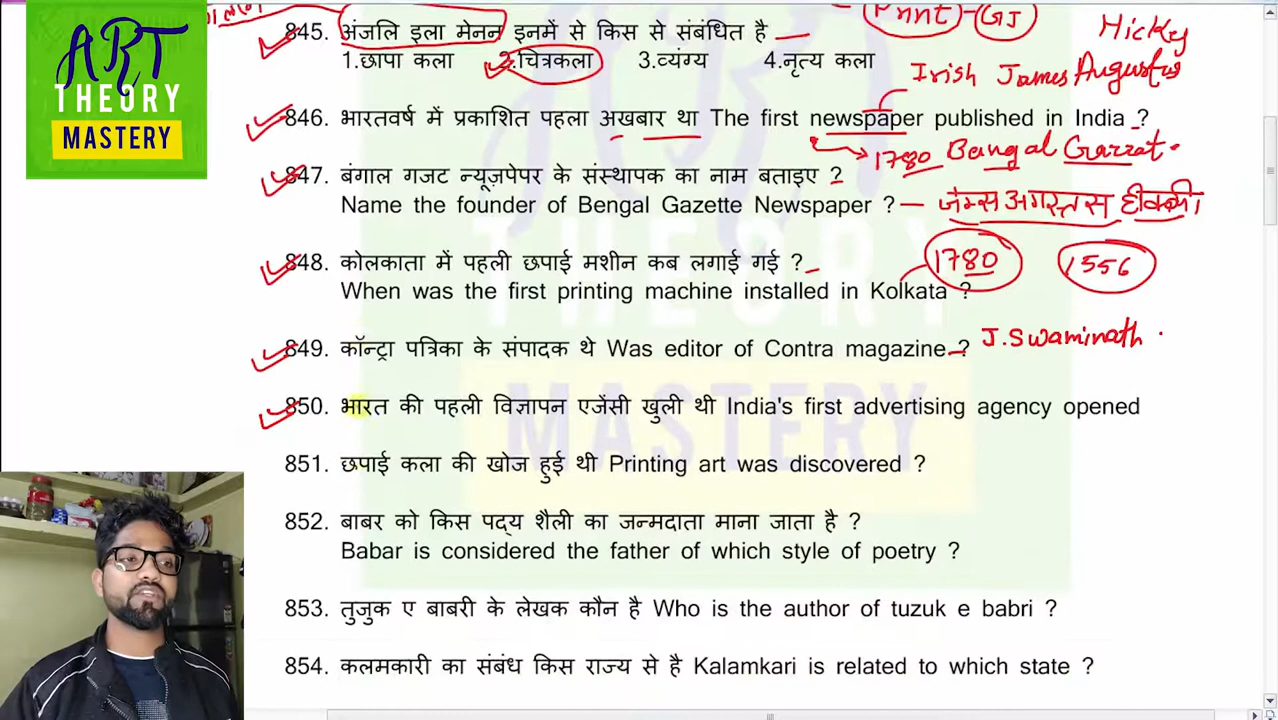 ART
THEORY
MASTERY
Print - GJ
845. अंजलि इला मेनन इनमें से किस से संबंधित है
Hicky
1.छापा कला 2.चित्रकला 3.व्यंग्य 4.नृत्य कला
Irish James Augustus
846. भारतवर्ष में प्रकाशित पहला अखबार था The first newspaper published in India ?
1780 Bengal Gazzat
847. बंगाल गजट न्यूज़पेपर के संस्थापक का नाम बताइए ?
Name the founder of Bengal Gazette Newspaper ? – जेम्स अगस्तस हीक्की
848. कोलकाता में पहली छपाई मशीन कब लगाई गई ?
1780 1556
When was the first printing machine installed in Kolkata ?
849. कॉन्ट्रा पत्रिका के संपादक थे Was editor of Contra magazine ? J. Swaminath
850. भारत की पहली विज्ञापन एजेंसी खुली थी India's first advertising agency opened
851. छपाई कला की खोज हुई थी Printing art was discovered ?
852. बाबर को किस पद्य शैली का जन्मदाता माना जाता है ?
Babar is considered the father of which style of poetry ?
853. तुजुक ए बाबरी के लेखक कौन है Who is the author of tuzuk e babri ?
854. कलमकारी का संबंध किस राज्य से है Kalamkari is related to which state ?
THEORY
MASTERY